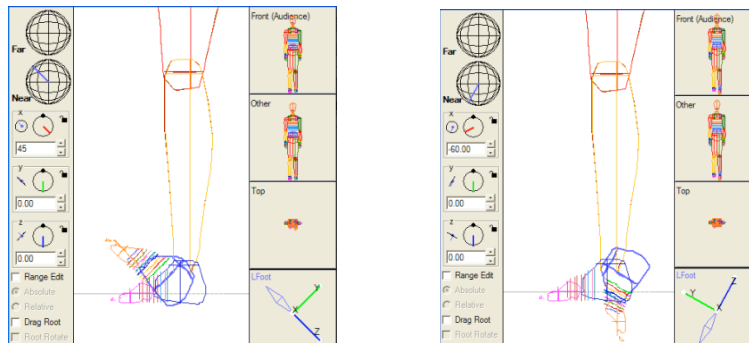 Far
Near
x
45
y
0.00
z
0.00
Range Edit
Absolute
Relative
Drag Root
Root Rotate
Front (Audience)
Other
Top
LFoot
Y
X
Z
Far
Near
x
-60.00
y
0.00
z
0.00
Range Edit
Absolute
Relative
Drag Root
Root Rotate
Front (Audience)
Other
Top
LFoot
Z
Y
X